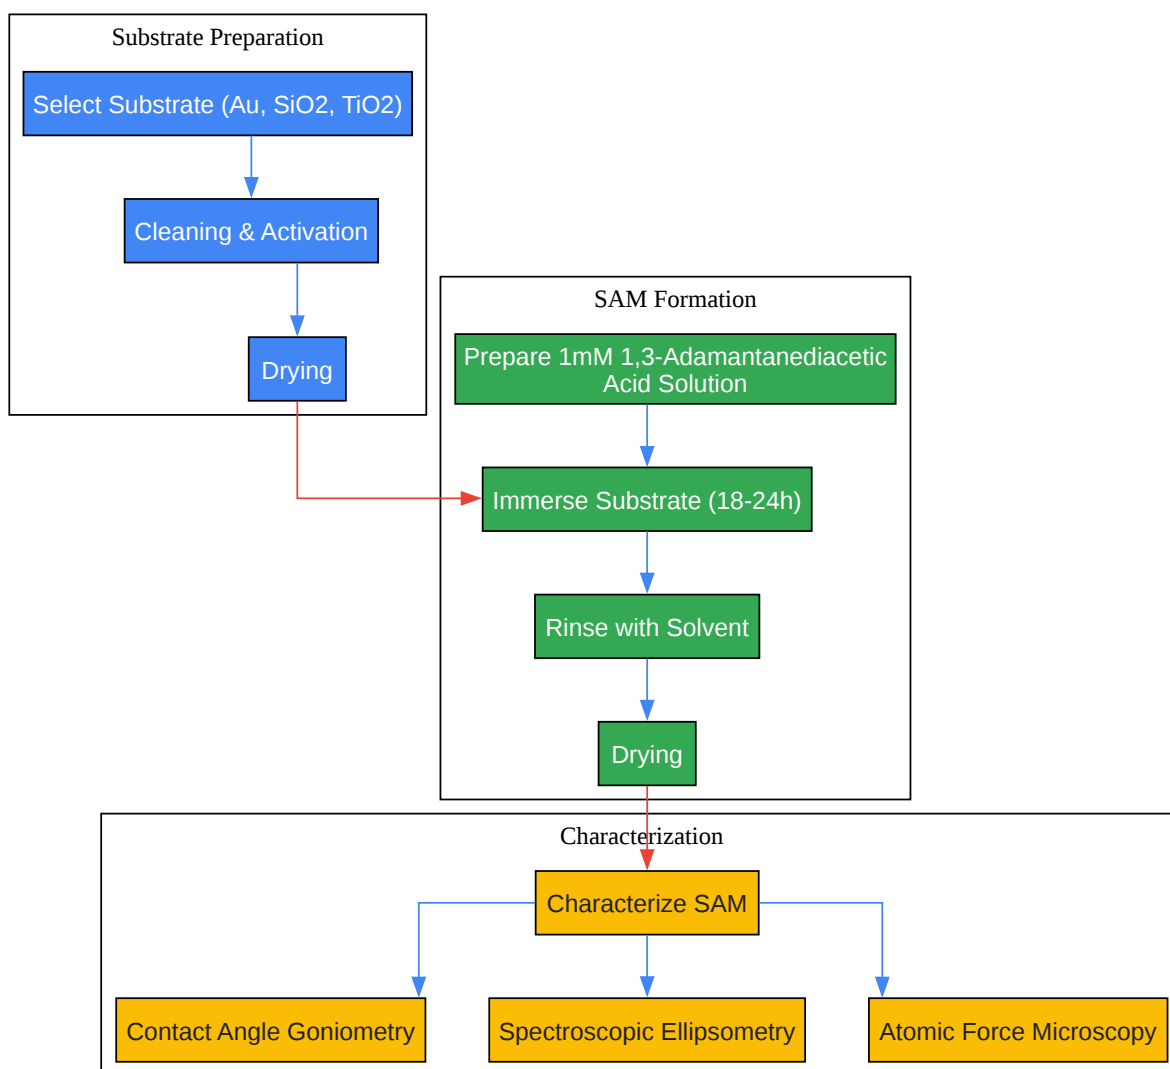 Substrate Preparation
Select Substrate (Au, SiO2, TiO2)
Cleaning & Activation
Drying
SAM Formation
Prepare 1mM 1,3-Adamantanediacetic
Acid Solution
Immerse Substrate (18-24h)
Rinse with Solvent
Drying
Characterization
Characterize SAM
Contact Angle Goniometry
Spectroscopic Ellipsometry
Atomic Force Microscopy